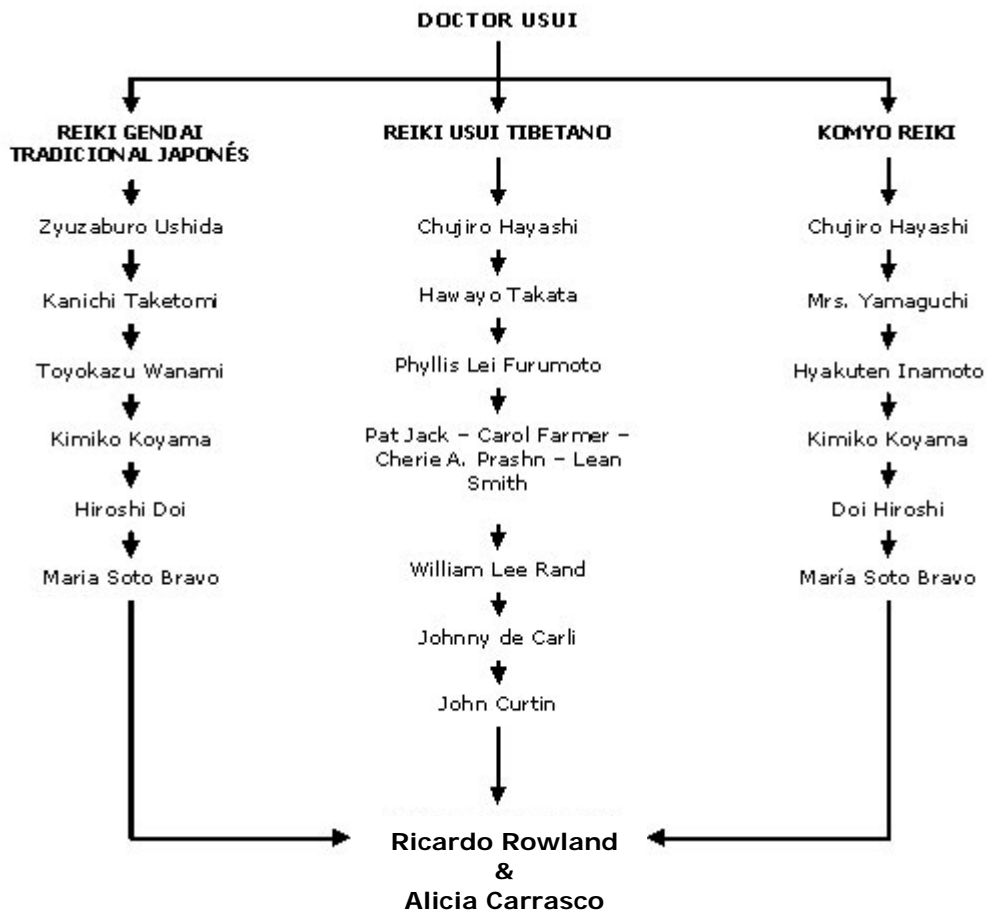 DOCTOR USUI
REIKI GENDAI
TRADICIONAL JAPONÉS
Zyuzaburo Ushida
Kanichi Taketomi
Toyokazu Wanami
Kimiko Koyama
Hiroshi Doi
Maria Soto Bravo
REIKI USUI TIBETANO
Chujiro Hayashi
Hawayo Takata
Phyllis Lei Furumoto
Pat Jack – Carol Farmer –
Cherie A. Prashn – Lean
Smith
William Lee Rand
Johnny de Carli
John Curtin
KOMYO REIKI
Chujiro Hayashi
Mrs. Yamaguchi
Hyakuten Inamoto
Kimiko Koyama
Doi Hiroshi
María Soto Bravo
Ricardo Rowland
&
Alicia Carrasco